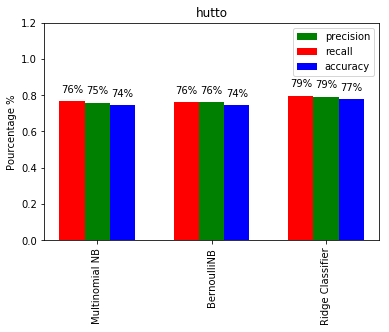 hutto
Pourcentage %
1.2
1.0
0.8
0.6
0.4
0.2
0.0
precision
recall
accuracy
76% 75% 74%
76% 76% 74%
79% 79% 77%
Multinomial NB
BernoulliNB
Ridge Classifier